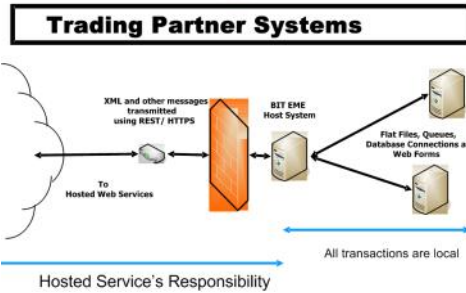 Trading Partner Systems
XML and other messages
transmitted
using REST/ HTTPS
BIT EME
Host System
Flat Files, Queues,
Database Connections a
Web Forms
To
Hosted Web Services
All transactions are local
Hosted Service's Responsibility